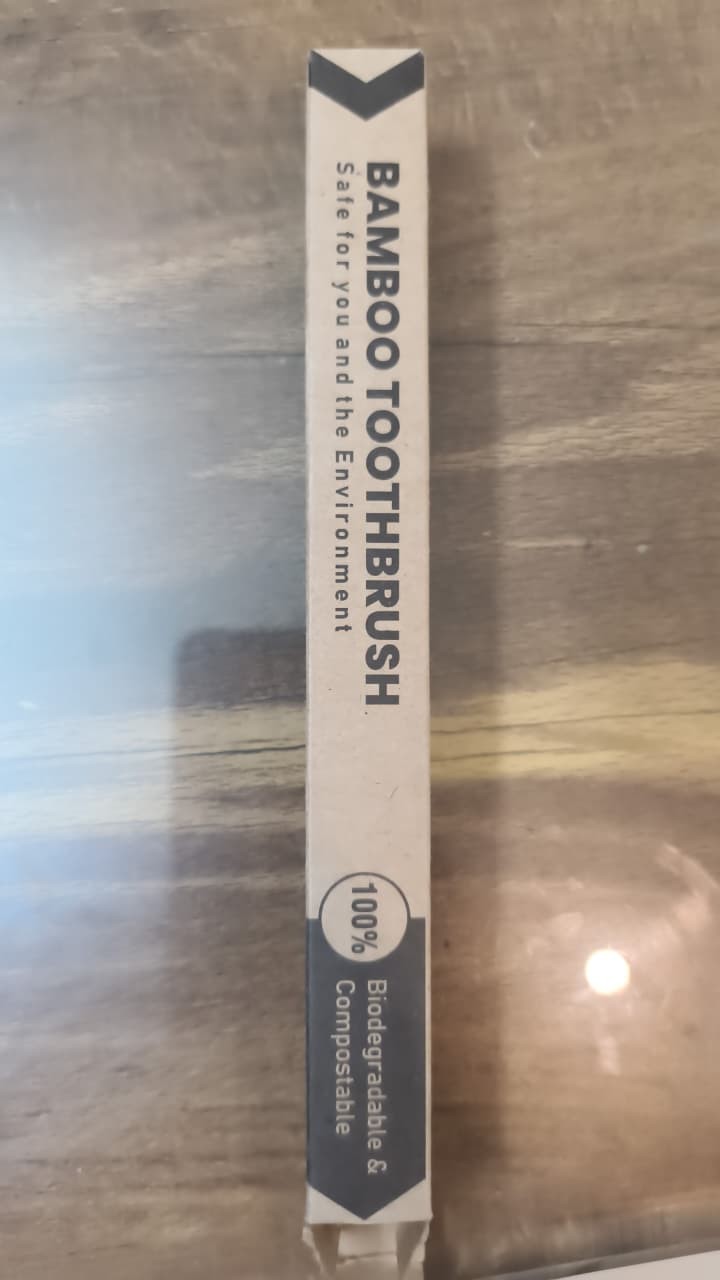 BAMBOO TOOTHBRUSH
Safe for you and the Environment
100%
Biodegradable &
Compostable